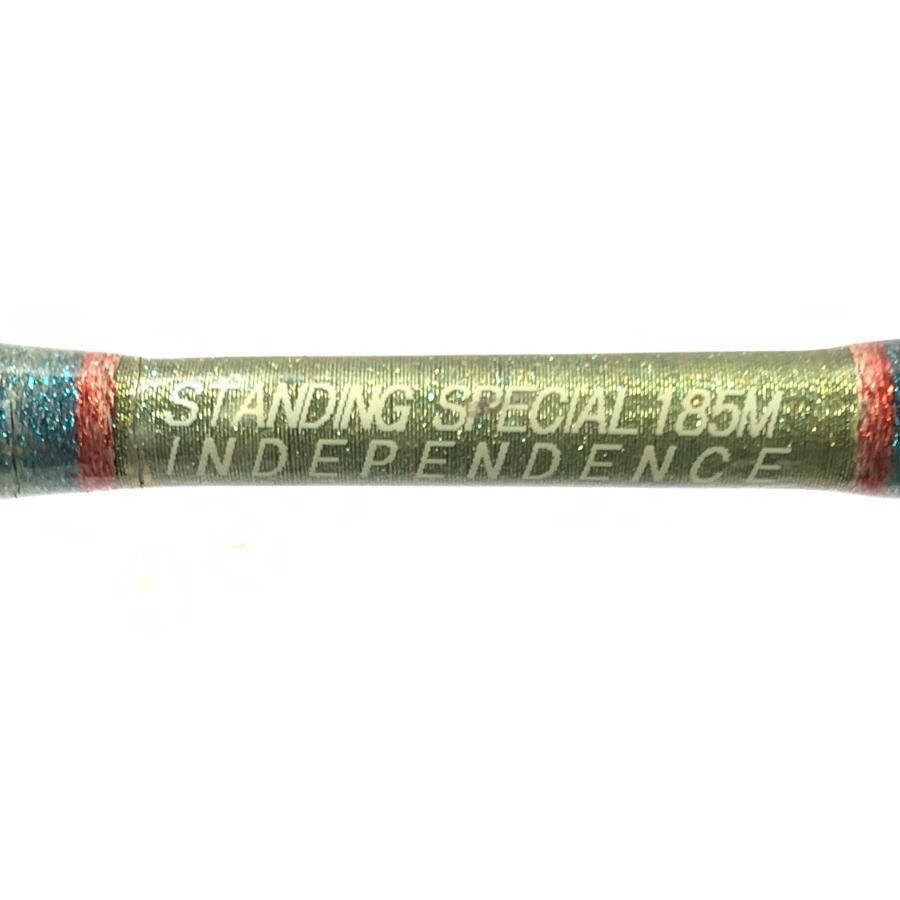 STANDING SPECIAL 185M
INDEPENDENCE